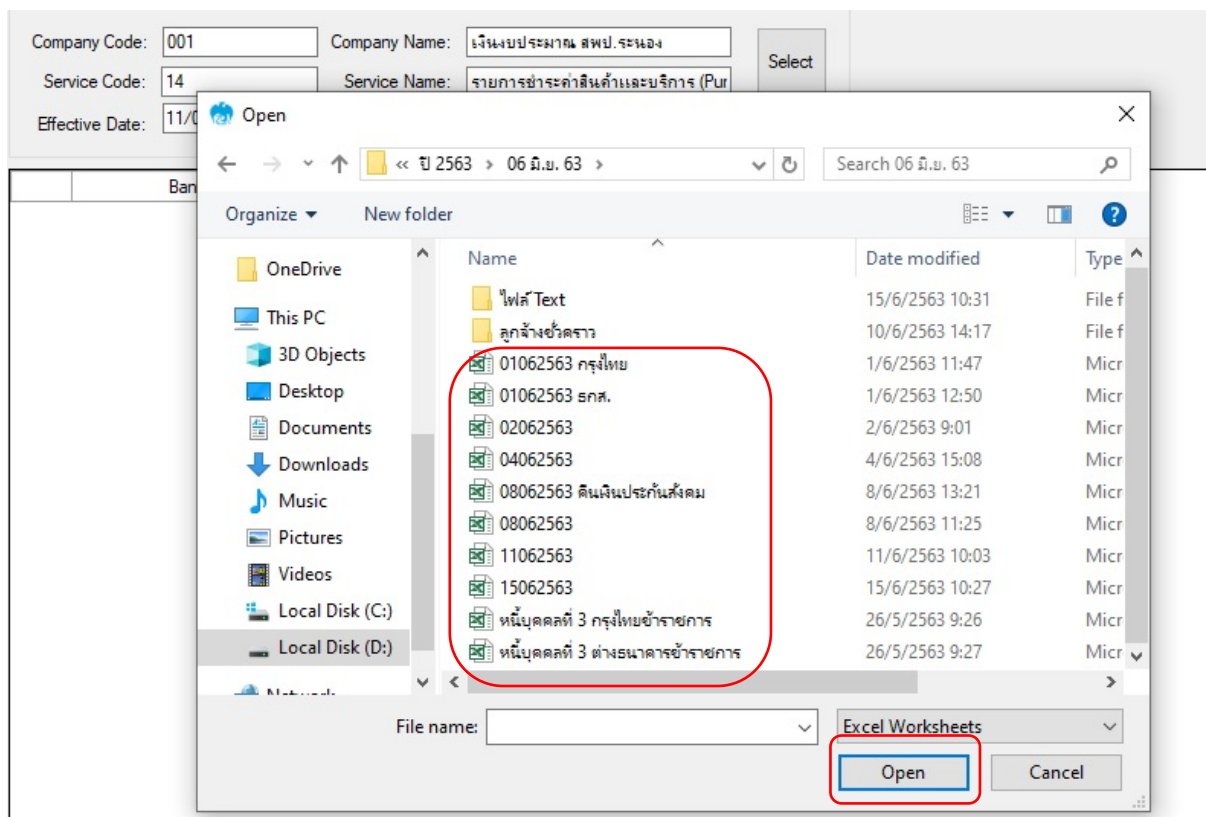 Company Code: 001 Company Name: เงินงบประมาณ สพป.ระนอง
Select
Service Code: 14 Service Name: รายการชำระค่าสินค้าและบริการ (Pur
Effective Date: 11/0
Open
« ปี 2563 › 06 มิ.ย. 63 › Search 06 มิ.ย. 63
Ban
Organize New folder
Name Date modified Type
OneDrive
This PC
3D Objects
Desktop
Documents
Downloads
Music
Pictures
Videos
Local Disk (C:)
Local Disk (D:)
ไฟล์ Text 15/6/2563 10:31 File f
ลูกจ้างชั่วคราว 10/6/2563 14:17 File f
01062563 กรุงไทย 1/6/2563 11:47 Micr
01062563 ธกส. 1/6/2563 12:50 Micr
02062563 2/6/2563 9:01 Micr
04062563 4/6/2563 15:08 Micr
08062563 คืนเงินประกันสังคม 8/6/2563 13:21 Micr
08062563 8/6/2563 11:25 Micr
11062563 11/6/2563 10:03 Micr
15062563 15/6/2563 10:27 Micr
หนี้บุคคลที่ 3 กรุงไทยข้าราชการ 26/5/2563 9:26 Micr
หนี้บุคคลที่ 3 ต่างธนาคารข้าราชการ 26/5/2563 9:27 Micr
File name: Excel Worksheets
Open Cancel